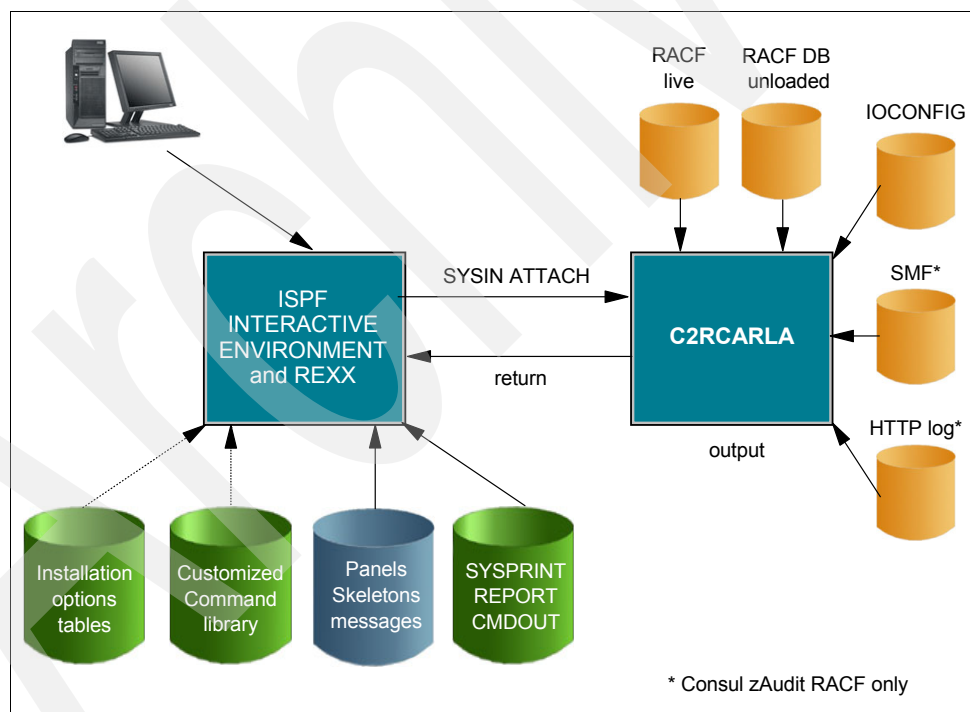 RACF
live
RACF DB
unloaded
IOCONFIG
ISPF
INTERACTIVE
ENVIRONMENT
and REXX
SYSIN ATTACH
return
C2RCARLA
output
SMF*
HTTP log*
Installation
options
tables
Customized
Command
library
Panels
Skeletons
messages
SYSPRINT
REPORT
CMDOUT
* Consul zAudit RACF only